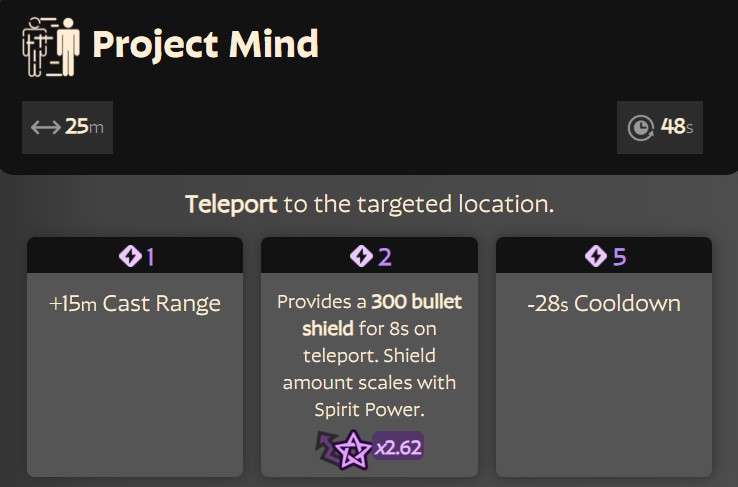 Project Mind
25m
48s
Teleport to the targeted location.
1
+15m Cast Range
2
Provides a 300 bullet
shield for 8s on
teleport. Shield
amount scales with
Spirit Power.
x2.62
5
-28s Cooldown